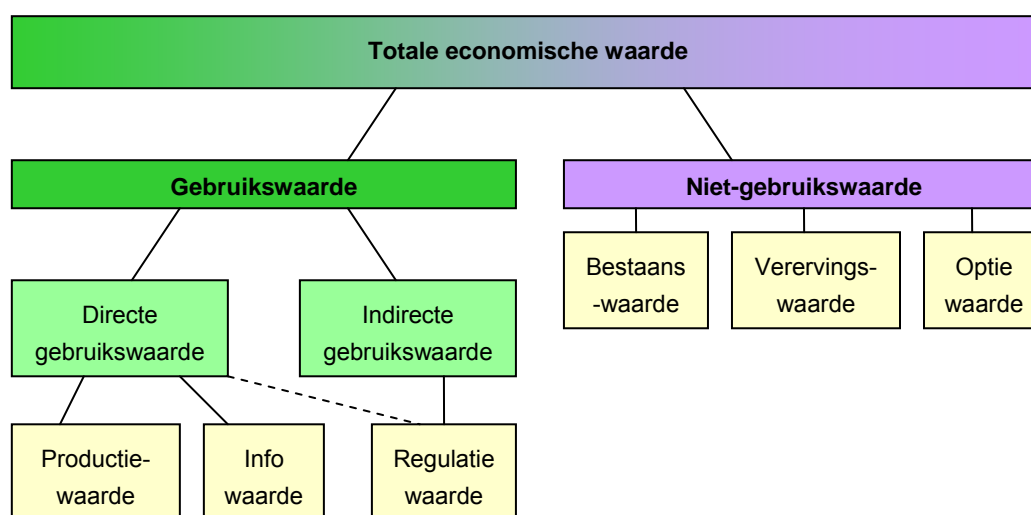 Totale economische waarde
Gebruikswaarde
Niet-gebruikswaarde
Bestaans
-waarde
Verervings-
waarde
Optie
waarde
Directe
gebruikswaarde
Indirecte
gebruikswaarde
Productie-
waarde
Info
waarde
Regulatie
waarde